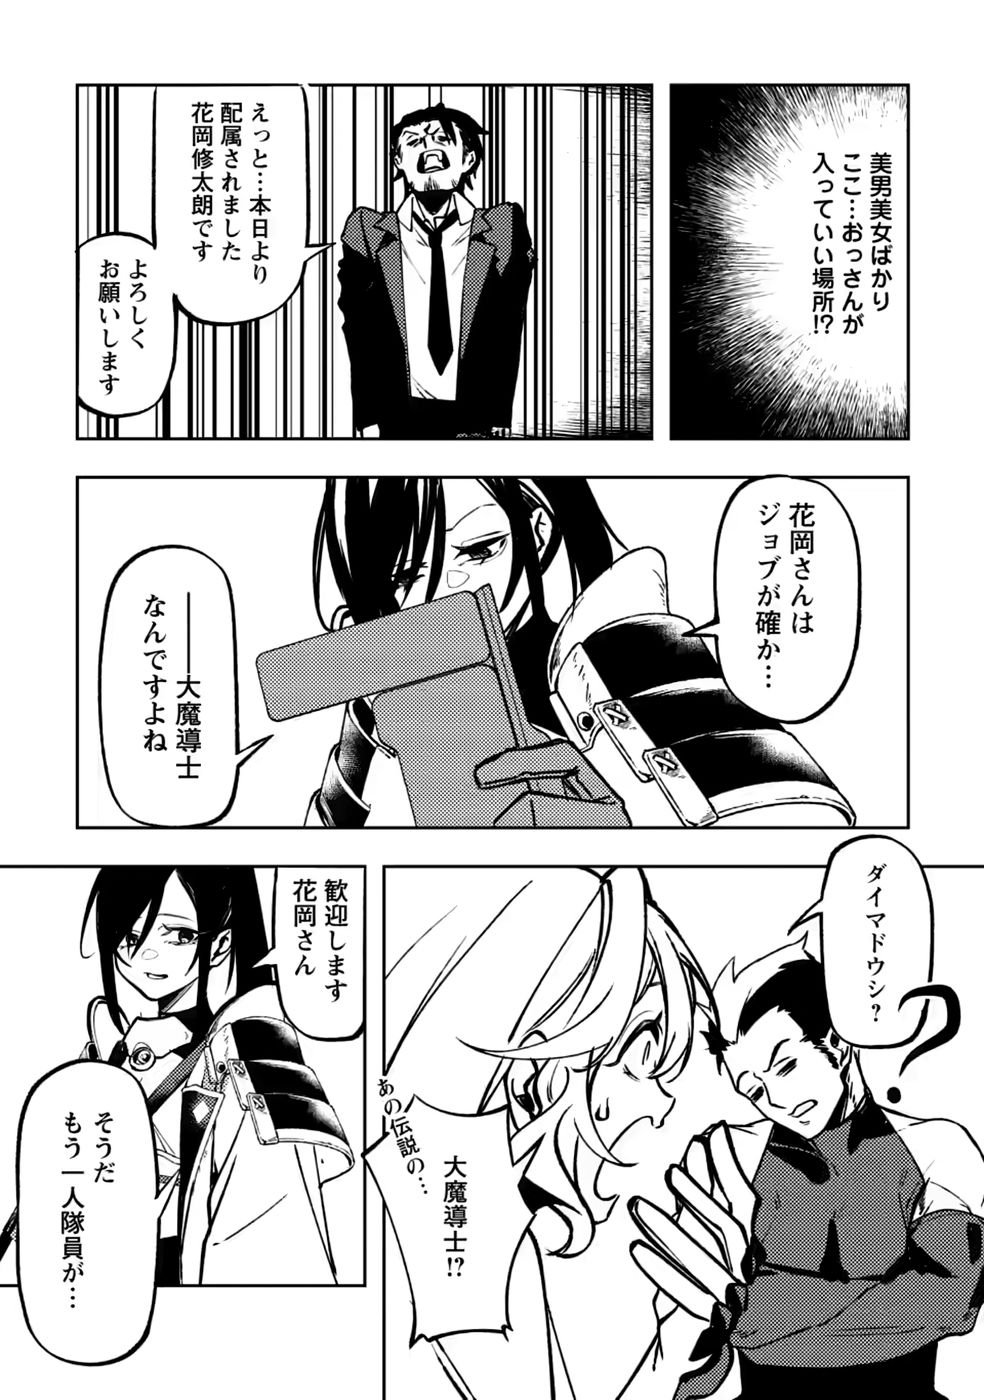 美男美女ばかり
ここ…おっさんが
入っていい場所!?
えっと…本日より
配属されました
花岡修太朗です
よろしく
お願いします
花岡さんは
ジョブが確か…
――大魔導士
なんですよね
ダイマドウシ?
?
大魔導士!?
あの伝説の…
歓迎します
花岡さん
そうだ
もう一人隊員が…